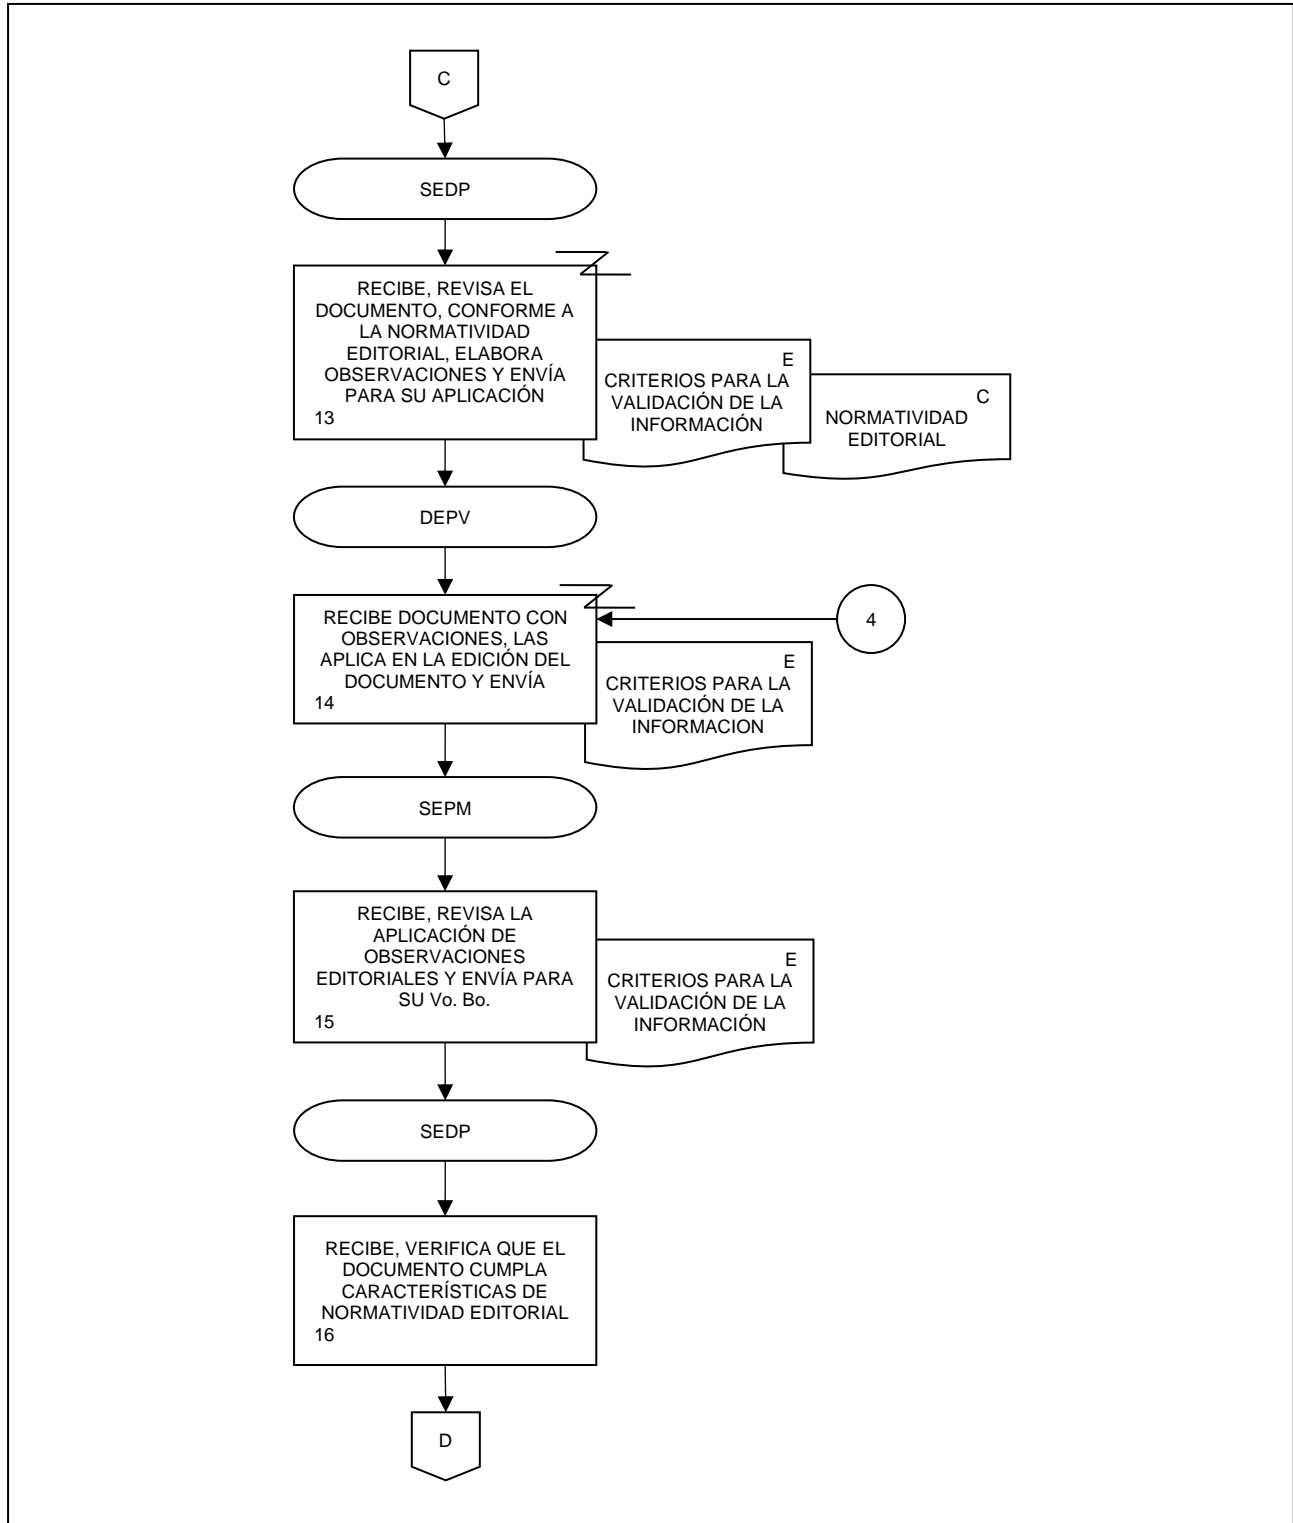 C
SEDP
RECIBE, REVISA EL
DOCUMENTO, CONFORME A
LA NORMATIVIDAD
EDITORIAL, ELABORA
OBSERVACIONES Y ENVÍA
PARA SU APLICACIÓN
13
E
CRITERIOS PARA LA
VALIDACIÓN DE LA
INFORMACIÓN
C
NORMATIVIDAD
EDITORIAL
DEPV
RECIBE DOCUMENTO CON
OBSERVACIONES, LAS
APLICA EN LA EDICIÓN DEL
DOCUMENTO Y ENVÍA
14
4
E
CRITERIOS PARA LA
VALIDACIÓN DE LA
INFORMACION
SEPM
RECIBE, REVISA LA
APLICACIÓN DE
OBSERVACIONES
EDITORIALES Y ENVÍA PARA
SU Vo. Bo.
15
E
CRITERIOS PARA LA
VALIDACIÓN DE LA
INFORMACIÓN
SEDP
RECIBE, VERIFICA QUE EL
DOCUMENTO CUMPLA
CARACTERÍSTICAS DE
NORMATIVIDAD EDITORIAL
16
D